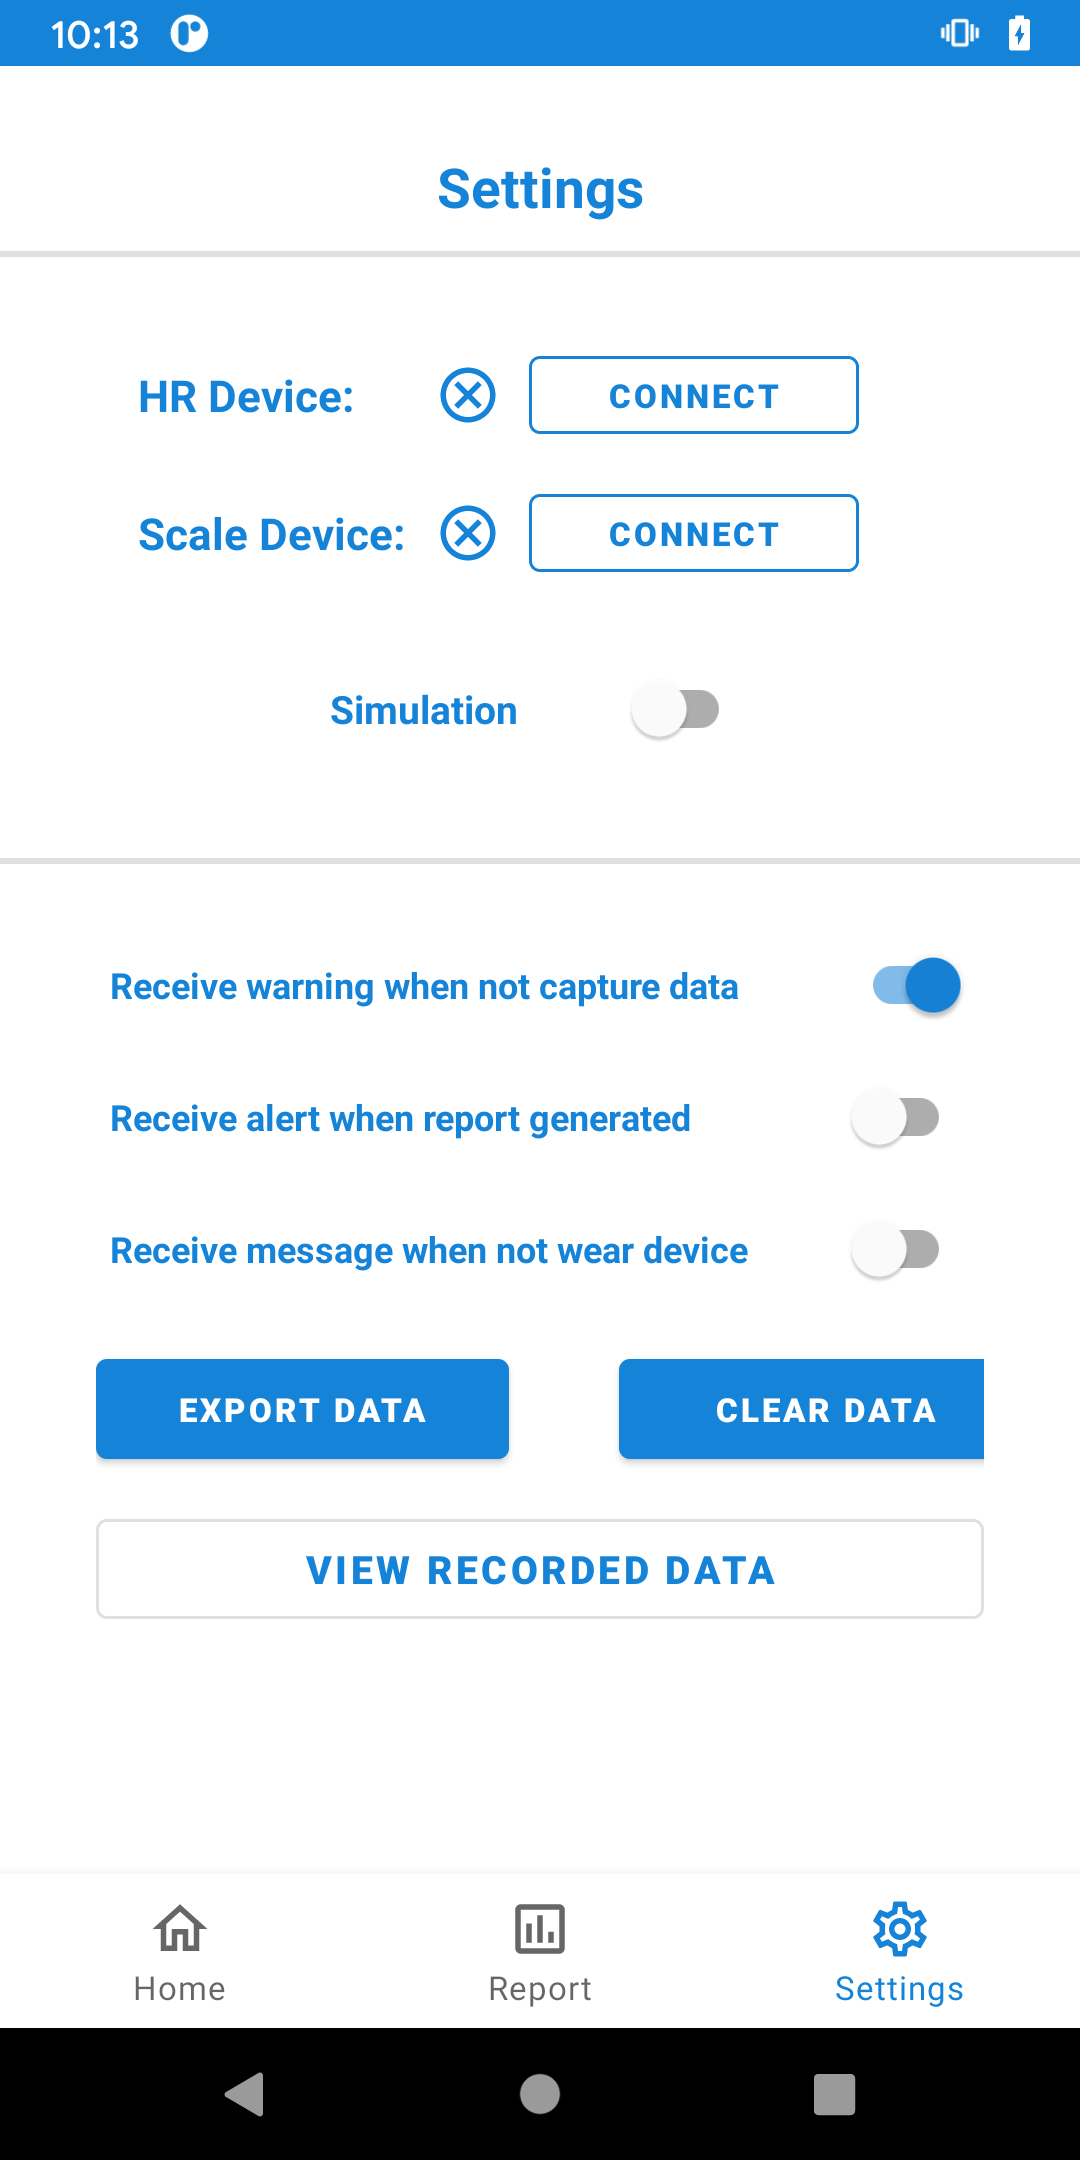 10:13
Settings
HR Device: CONNECT
Scale Device: CONNECT
Simulation
Receive warning when not capture data
Receive alert when report generated
Receive message when not wear device
EXPORT DATA CLEAR DATA
VIEW RECORDED DATA
Home Report Settings